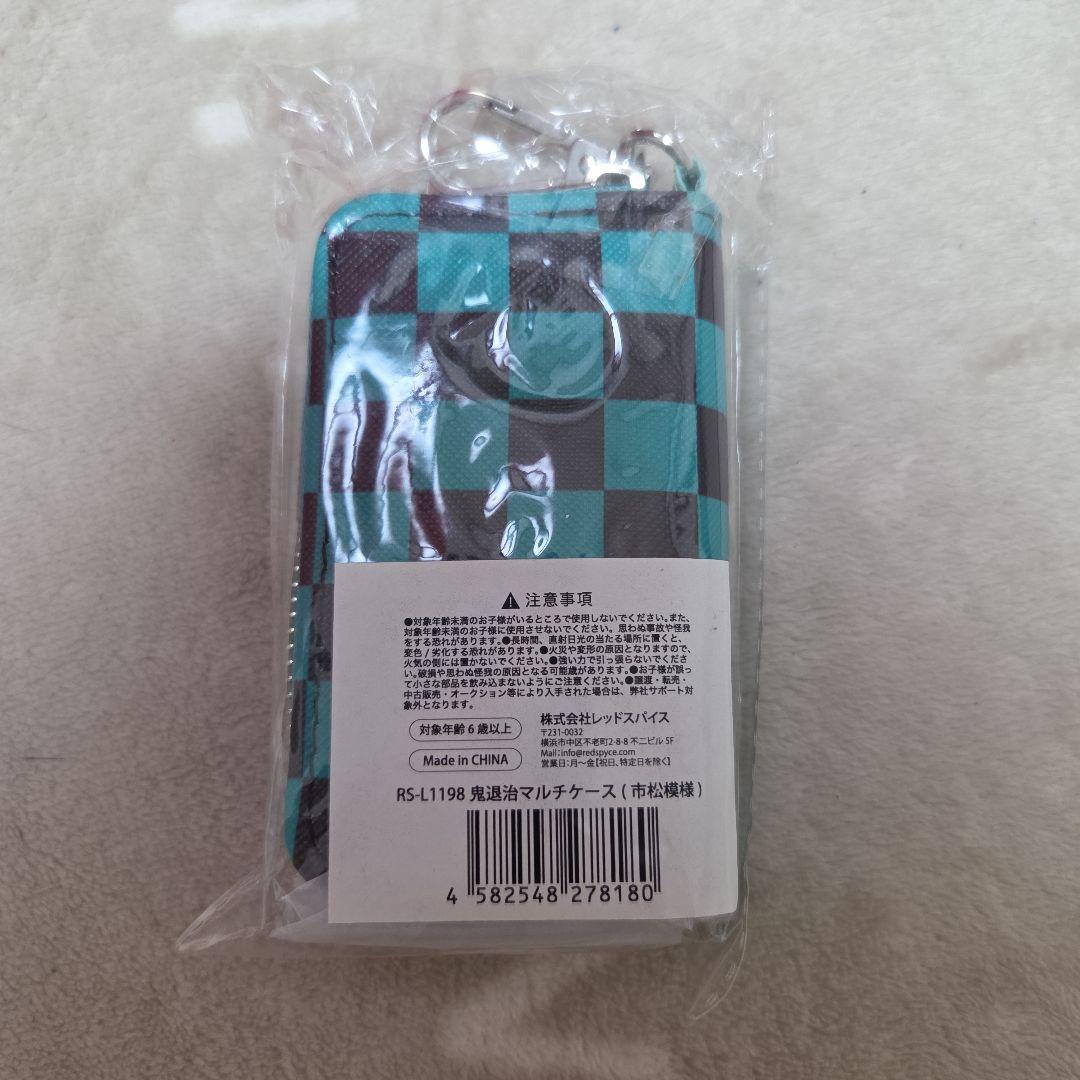 注意事項
●対象年齢未満のお子様がいるところで使用しないでください。また、
対象年齢未満のお子様に使用させないでください。思わぬ事故や怪我
をする恐れがあります。●長時間、直射日光の当たる場所に置くと、
変色/劣化する恐れがあります。●火災や変形の原因となりますので、
火気の側には置かないでください。●強い力で引っ張らないでくださ
い。破損や思わぬ怪我の原因となる可能歳があります。●お子様が誤っ
て小さな部品を飲み込まないようにご注意ください。●譲渡・転売・
中古販売・オークション等により入手された場合は、弊社サポート対
象外となります。
対象年齢6歳以上
Made in CHINA
株式会社レッドスパイス
〒231-0032
横浜市中区不老町2-8-8 不二ビル 5F
Mail:info@redspyce.com
営業日:月〜金【祝日、特定日を除く】
RS-L1198 鬼退治マルチケース(市松模様)
4 582548 278180